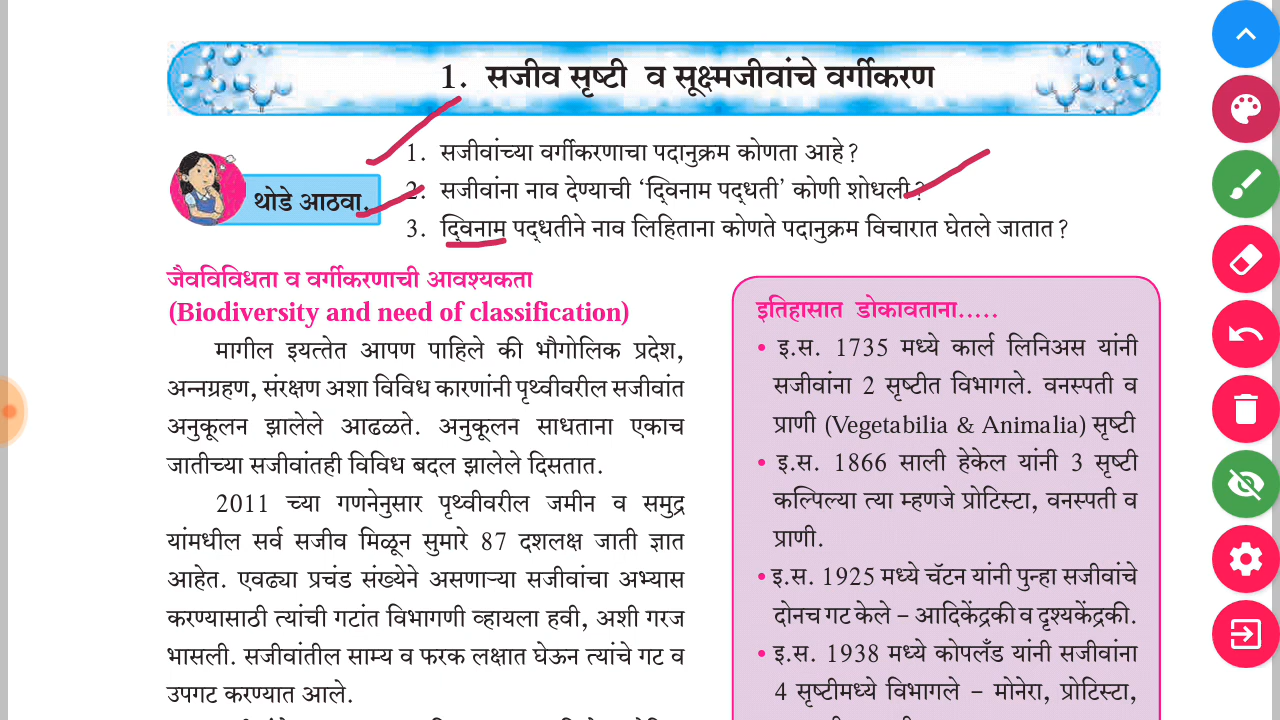 1. सजीव सृष्टी व सूक्ष्मजीवांचे वर्गीकरण
थोडे आठवा.
1. सजीवांच्या वर्गीकरणाचा पदानुक्रम कोणता आहे?
2. सजीवांना नाव देण्याची ‘द्विनाम पद्धती’ कोणी शोधली?
3. द्विनाम पद्धतीने नाव लिहिताना कोणते पदानुक्रम विचारात घेतले जातात?
जैवविविधता व वर्गीकरणाची आवश्यकता
(Biodiversity and need of classification)
मागील इयत्तेत आपण पाहिले की भौगोलिक प्रदेश,
अन्नग्रहण, संरक्षण अशा विविध कारणांनी पृथ्वीवरील सजीवांत
अनुकूलन झालेले आढळते. अनुकूलन साधताना एकाच
जातीच्या सजीवांतही विविध बदल झालेले दिसतात.
2011 च्या गणनेनुसार पृथ्वीवरील जमीन व समुद्र
यांमधील सर्व सजीव मिळून सुमारे 87 दशलक्ष जाती ज्ञात
आहेत. एवढ्या प्रचंड संख्येने असणाऱ्या सजीवांचा अभ्यास
करण्यासाठी त्यांची गटांत विभागणी व्हायला हवी, अशी गरज
भासली. सजीवांतील साम्य व फरक लक्षात घेऊन त्यांचे गट व
उपगट करण्यात आले.
इतिहासात डोकावताना.....
• इ.स. 1735 मध्ये कार्ल लिनिअस यांनी
सजीवांना 2 सृष्टीत विभागले. वनस्पती व
प्राणी (Vegetabilia & Animalia) सृष्टी
• इ.स. 1866 साली हेकेल यांनी 3 सृष्टी
कल्पिल्या त्या म्हणजे प्रोटिस्टा, वनस्पती व
प्राणी.
• इ.स. 1925 मध्ये चॅटन यांनी पुन्हा सजीवांचे
दोनच गट केले – आदिकेंद्रकी व दृश्यकेंद्रकी.
• इ.स. 1938 मध्ये कोपलँड यांनी सजीवांना
4 सृष्टीमध्ये विभागले – मोनेरा, प्रोटिस्टा,